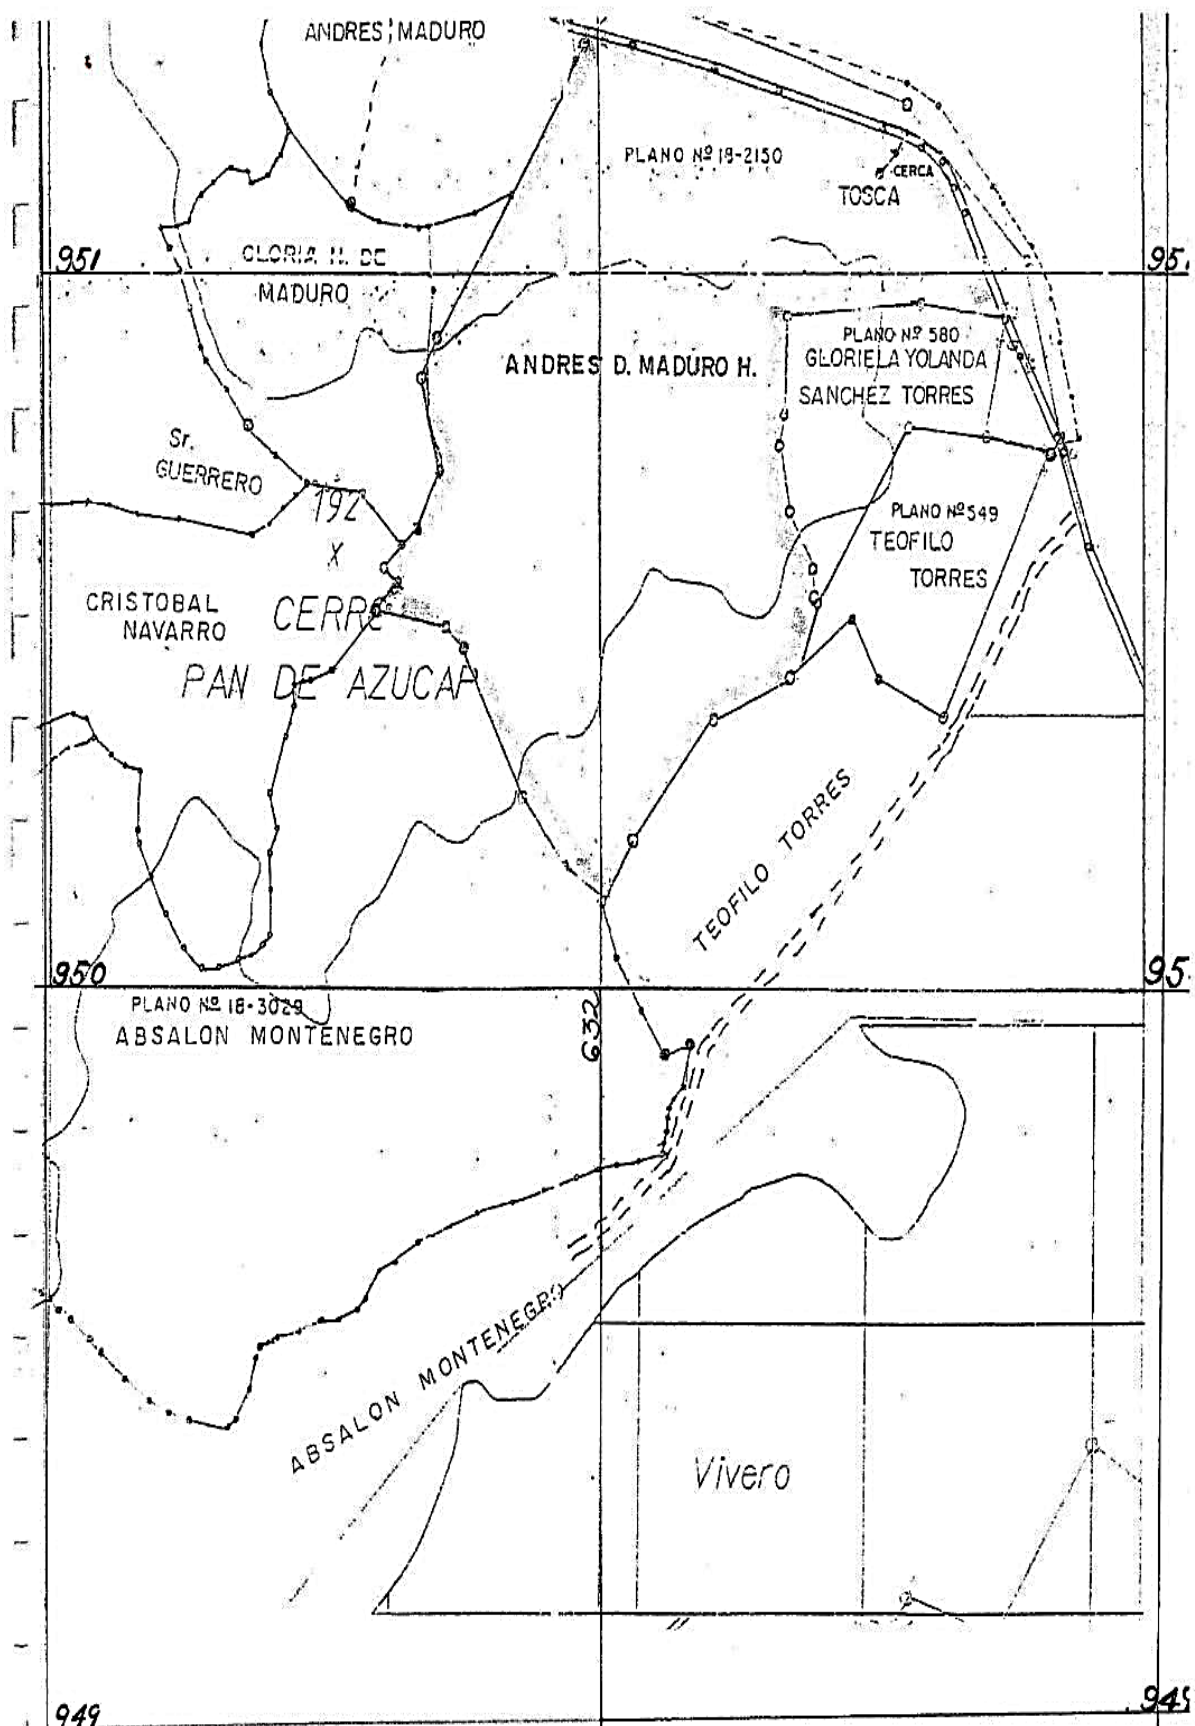 ANDRES MADURO
PLANO Nº 18-2150
CERCA
TOSCA
951
GLORIA H. DE
MADURO
951
PLANO Nº 580
GLORIELA YOLANDA
SANCHEZ TORRES
ANDRES D. MADURO H.
Sr.
GUERRERO
192
X
PLANO Nº 549
TEOFILO
TORRES
CRISTOBAL
NAVARRO
CERRO
PAN DE AZUCAR
TEOFILO TORRES
950
95
PLANO Nº 18-3029
ABSALON MONTENEGRO
632
ABSALON MONTENEGRO
Vivero
949
949